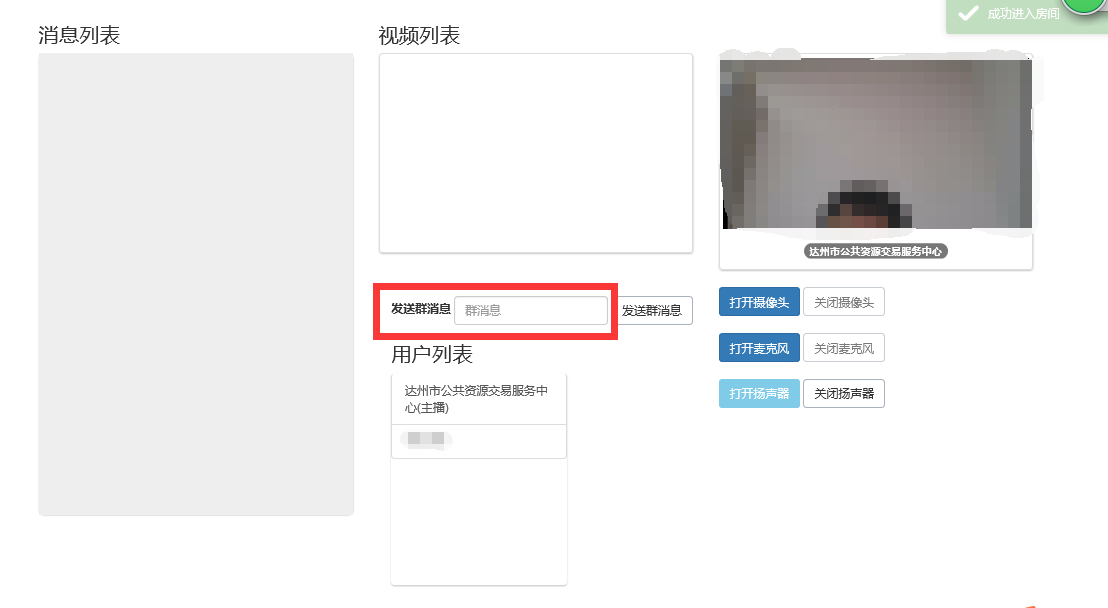 成功进入房间
消息列表
视频列表
达州市公共资源交易服务中心
发送群消息 群消息 发送群消息
打开摄像头 关闭摄像头
打开麦克风 关闭麦克风
打开扬声器 关闭扬声器
用户列表
达州市公共资源交易服务中
心(主播)